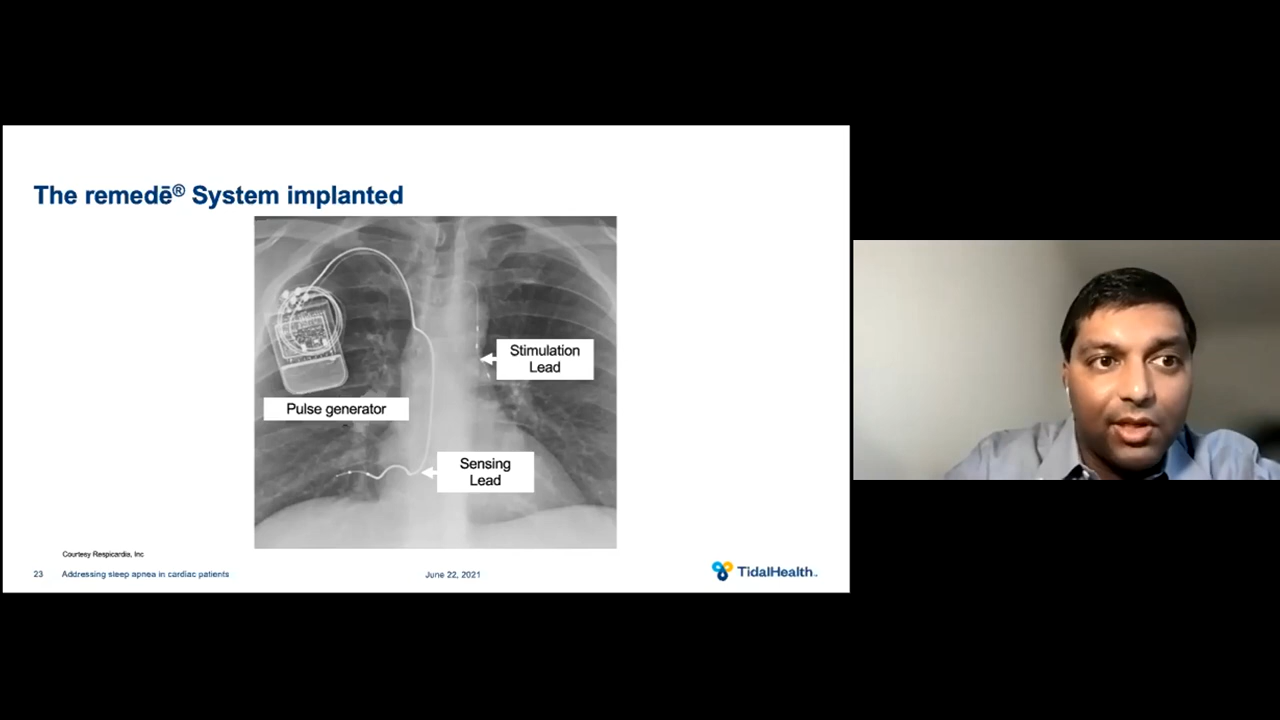 The remedē® System implanted
Stimulation
Lead
Pulse generator
Sensing
Lead
Courtesy Respicardia, Inc
23 Addressing sleep apnea in cardiac patients June 22, 2021 TidalHealth™